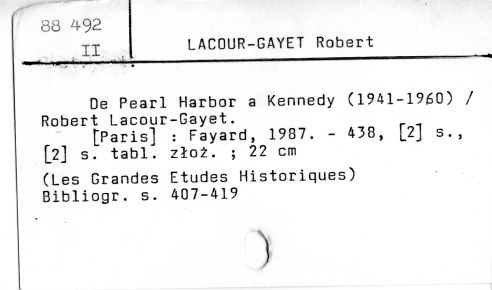 88 492
II
LACOUR-GAYET Robert
De Pearl Harbor a Kennedy (1941-1960) /
Robert Lacour-Gayet.
[Paris] : Fayard, 1987. - 438, [2] s.,
[2] s. tabl. złoż. ; 22 cm
(Les Grandes Etudes Historiques)
Bibliogr. s. 407-419